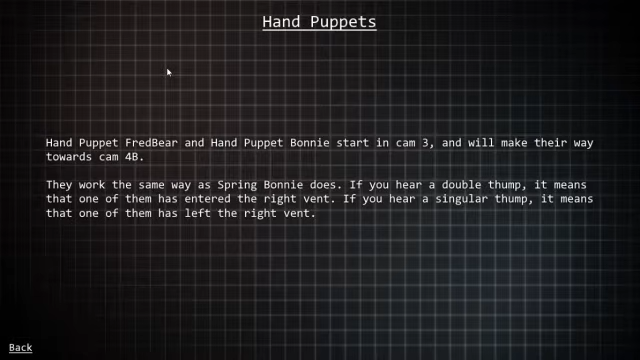 Hand Puppets
Hand Puppet FredBear and Hand Puppet Bonnie start in cam 3, and will make their way
towards cam 4B.
They work the same way as Spring Bonnie does. If you hear a double thump, it means
that one of them has entered the right vent. If you hear a singular thump, it means
that one of them has left the right vent.
Back